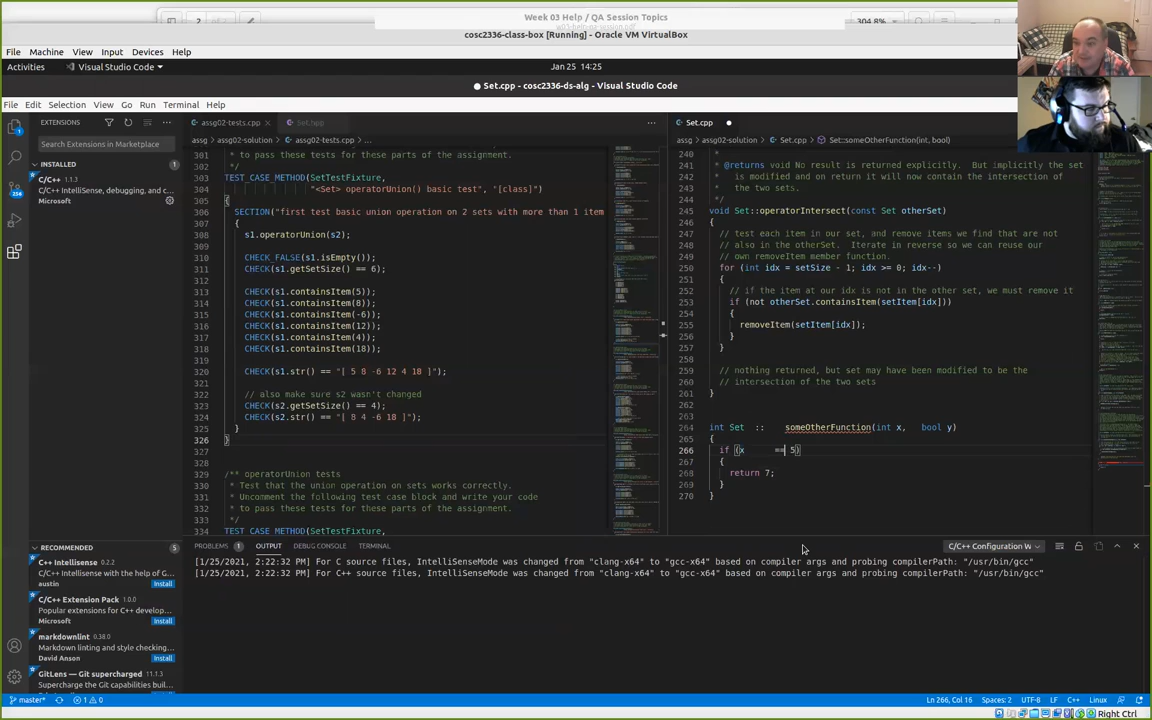 2
Week 03 Help / QA Session Topics
304.8%
cosc2336-class-box [Running] - Oracle VM VirtualBox
File Machine View Input Devices Help
Activities Visual Studio Code Jan 25 14:25
Set.cpp - cosc2336-ds-alg - Visual Studio Code
File Edit Selection View Go Run Terminal Help
EXTENSIONS
Search Extensions in Marketplace
INSTALLED 1
C/C++ 1.1.3
C/C++ IntelliSense, debugging, and c...
Microsoft
256
1
RECOMMENDED 5
C++ Intellisense 0.2.2
C++ Intellisense with the help of G...
austin Install
C/C++ Extension Pack 1.0.0
Popular extensions for C++ develop...
Microsoft Install
markdownlint 0.38.0
Markdown linting and style checking...
David Anson Install
GitLens — Git supercharged 11.1.3
Supercharge the Git capabilities buil...
assg02-tests.cpp Set.hpp
assg > assg02-solution > assg02-tests.cpp > ...
301 * to pass these tests for these parts of the assignment.
302 */
303 TEST_CASE_METHOD(SetTestFixture,
304 "<Set> operatorUnion() basic test", "[class]")
305 {
306 SECTION("first test basic union operation on 2 sets with more than 1 item
307 {
308 s1.operatorUnion(s2);
309
310 CHECK_FALSE(s1.isEmpty());
311 CHECK(s1.getSetSize() == 6);
312
313 CHECK(s1.containsItem(5));
314 CHECK(s1.containsItem(8));
315 CHECK(s1.containsItem(-6));
316 CHECK(s1.containsItem(12));
317 CHECK(s1.containsItem(4));
318 CHECK(s1.containsItem(18));
319
320 CHECK(s1.str() == "[ 5 8 -6 12 4 18 ]");
321
322 // also make sure s2 wasn't changed
323 CHECK(s2.getSetSize() == 4);
324 CHECK(s2.str() == "[ 8 4 -6 18 ]");
325 }
326 }
327
328
329 /** operatorUnion tests
330 * Test that the union operation on sets works correctly.
331 * Uncomment the following test case block and write your code
332 * to pass these tests for these parts of the assignment.
333 */
334 TEST_CASE_METHOD(SetTestFixture,
Set.cpp
assg > assg02-solution > Set.cpp > Set::someOtherFunction(int, bool)
240 *
241 * @returns void No result is returned explicitly. But implicitly the set
242 * is modified and on return it will now contain the intersection of
243 * the two sets.
244 */
245 void Set::operatorIntersect(const Set otherSet)
246 {
247 // test each item in our set, and remove items we find that are not
248 // also in the otherSet. Iterate in reverse so we can reuse our
249 // own removeItem member function.
250 for (int idx = setSize - 1; idx >= 0; idx--)
251 {
252 // if the item at our idx is not in the other set, we must remove it
253 if (not otherSet.containsItem(setItem[idx]))
254 {
255 removeItem(setItem[idx]);
256 }
257 }
258
259 // nothing returned, but set may have been modified to be the
260 // intersection of the two sets
261 }
262
263
264 int Set :: someOtherFunction(int x, bool y)
265 {
266 if (x == 5)
267 {
268 return 7;
269 }
270 }
PROBLEMS 1 OUTPUT DEBUG CONSOLE TERMINAL C/C++ Configuration W
[1/25/2021, 2:22:32 PM] For C source files, IntelliSenseMode was changed from "clang-x64" to "gcc-x64" based on compiler args and probing compilerPath: "/usr/bin/gcc"
[1/25/2021, 2:22:32 PM] For C++ source files, IntelliSenseMode was changed from "clang-x64" to "gcc-x64" based on compiler args and probing compilerPath: "/usr/bin/gcc"
master* 1 0 Ln 266, Col 16 Spaces: 2 UTF-8 LF C++ Linux
Right Ctrl